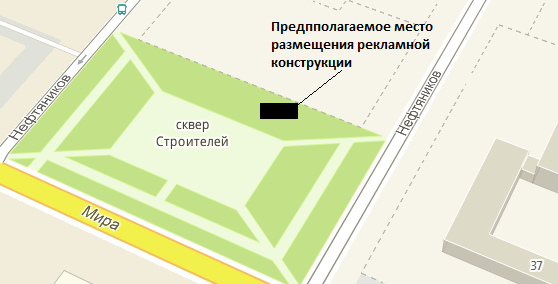 Предпполагаемое место
размещения рекламной
конструкции
Нефтяников
Нефтяников
сквер
Строителей
Мира
37